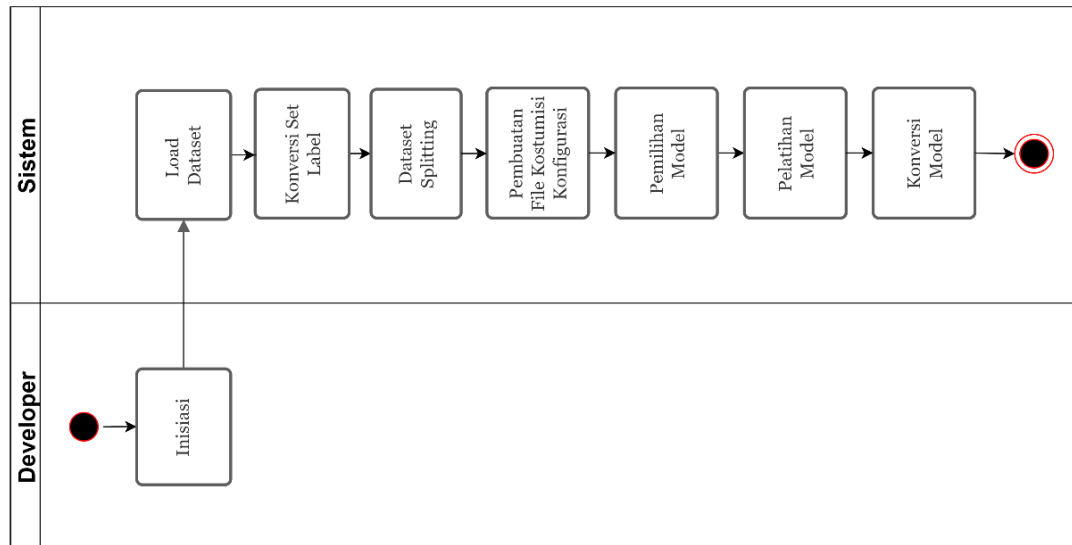 Sistem
Load
Dataset
Konversi Set
Label
Dataset
Splitting
Pembuatan
File Kostumisi
Konfigurasi
Pemilihan
Model
Pelatihan
Model
Konversi
Model
Developer
Inisiasi